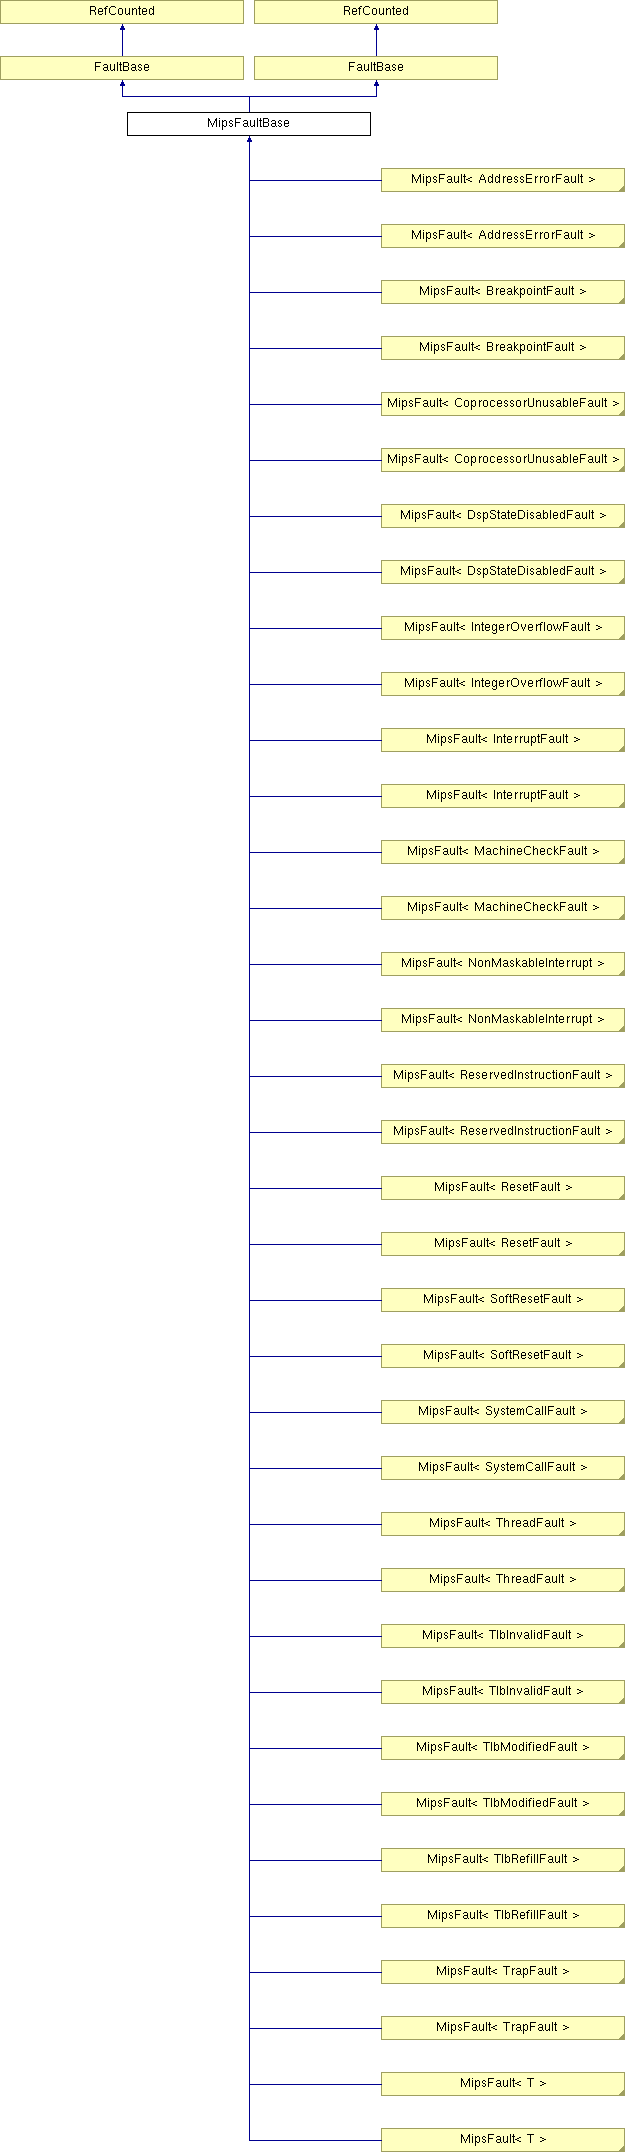 RefCounted
RefCounted
FaultBase
FaultBase
MipsFaultBase
MipsFault< AddressErrorFault >
MipsFault< AddressErrorFault >
MipsFault< BreakpointFault >
MipsFault< BreakpointFault >
MipsFault< CoprocessorUnusableFault >
MipsFault< CoprocessorUnusableFault >
MipsFault< DspStateDisabledFault >
MipsFault< DspStateDisabledFault >
MipsFault< IntegerOverflowFault >
MipsFault< IntegerOverflowFault >
MipsFault< InterruptFault >
MipsFault< InterruptFault >
MipsFault< MachineCheckFault >
MipsFault< MachineCheckFault >
MipsFault< NonMaskableInterrupt >
MipsFault< NonMaskableInterrupt >
MipsFault< ReservedInstructionFault >
MipsFault< ReservedInstructionFault >
MipsFault< ResetFault >
MipsFault< ResetFault >
MipsFault< SoftResetFault >
MipsFault< SoftResetFault >
MipsFault< SystemCallFault >
MipsFault< SystemCallFault >
MipsFault< ThreadFault >
MipsFault< ThreadFault >
MipsFault< TlbInvalidFault >
MipsFault< TlbInvalidFault >
MipsFault< TlbModifiedFault >
MipsFault< TlbModifiedFault >
MipsFault< TlbRefillFault >
MipsFault< TlbRefillFault >
MipsFault< TrapFault >
MipsFault< TrapFault >
MipsFault< T >
MipsFault< T >